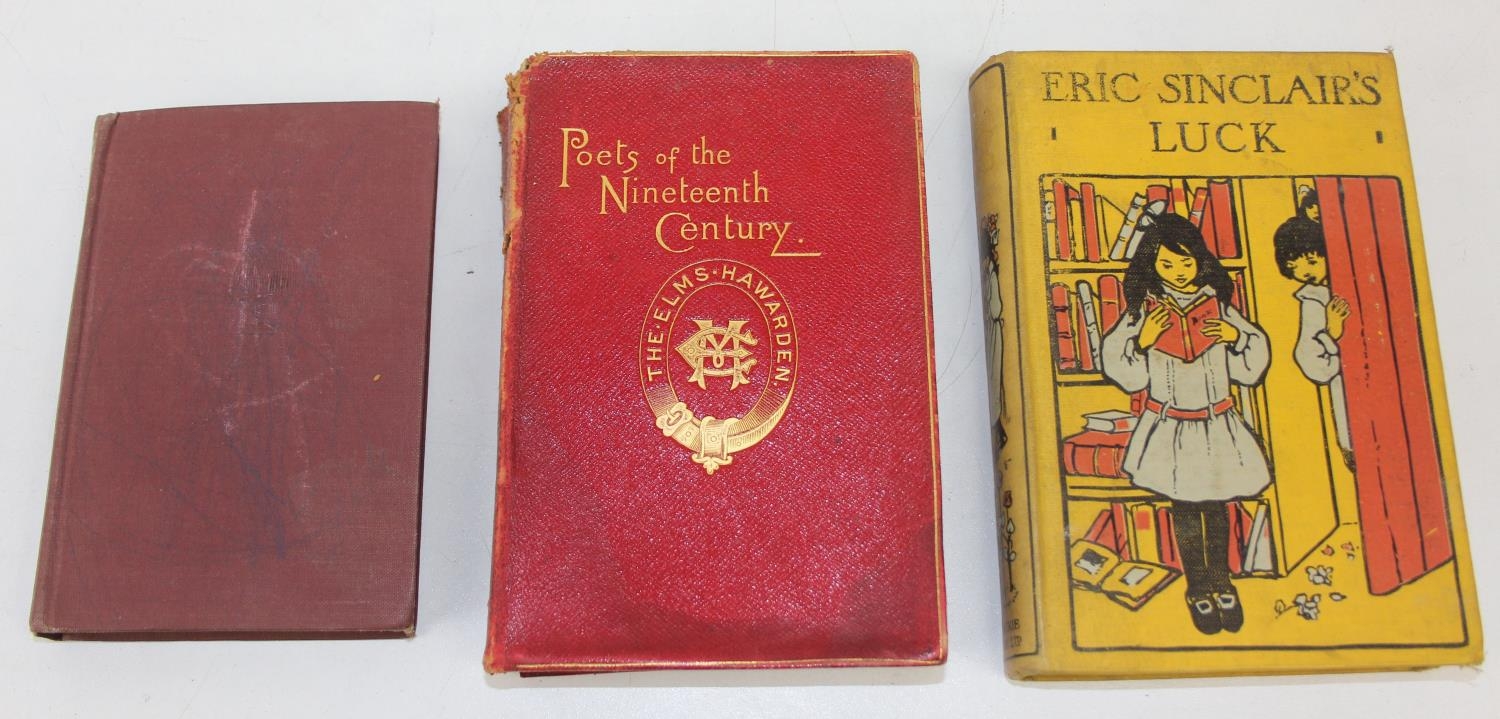 Poets of the
Nineteenth
Century.
THE·ELMS·HAWARDEN
ERIC SINCLAIR'S
LUCK